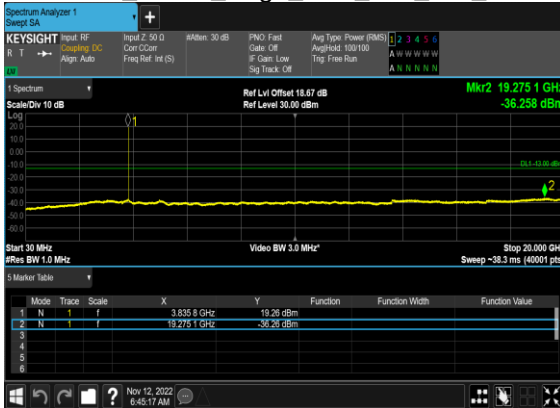 Spectrum Analyzer 1
Swept SA
+
KEYSIGHT Input: RF Input Z: 50 Ω #Atten: 30 dB PNO: Fast Avg Type: Power (RMS) 1 2 3 4 5 6
R T Coupling: DC Corr CCorr Gate: Off Avg|Hold: 100/100 A W W W W W
Align: Auto Freq Ref: Int (S) IF Gain: Low Trig: Free Run
LW Sig Track: Off A N N N N N
1 Spectrum Ref Lvl Offset 18.67 dB Mkr2 19.275 1 GHz
Scale/Div 10 dB Ref Level 30.00 dBm -36.258 dBm
Log
20.0
10.0
0.00
-10.0
-20.0
-30.0
-40.0
-50.0
-60.0
1
DL1 -13.00 dBm
2
Start 30 MHz Video BW 3.0 MHz* Stop 20.000 GHz
#Res BW 1.0 MHz Sweep ~38.3 ms (40001 pts)
5 Marker Table
Mode Trace Scale X Y Function Function Width Function Value
1 N 1 f 3.835 8 GHz 19.26 dBm
2 N 1 f 19.275 1 GHz -36.26 dBm
3
4
5
6
? Nov 12, 2022
6:45:17 AM